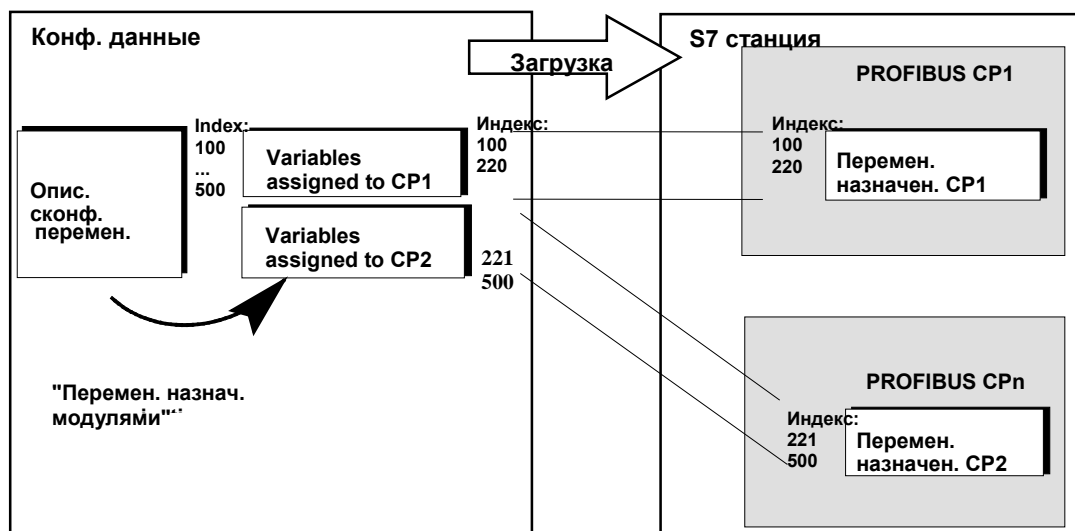 Конф. данные
Загрузка
S7 станция
Опис.
сконф.
перемен.
Index:
100
...
500
Variables
assigned to CP1
Variables
assigned to CP2
Индекс:
100
220
221
500
"Перемен. назнач.
модулями"
PROFIBUS CP1
Индекс:
100
220
Перемен.
назначен. CP1
PROFIBUS CPn
Индекс:
221
500
Перемен.
назначен. CP2